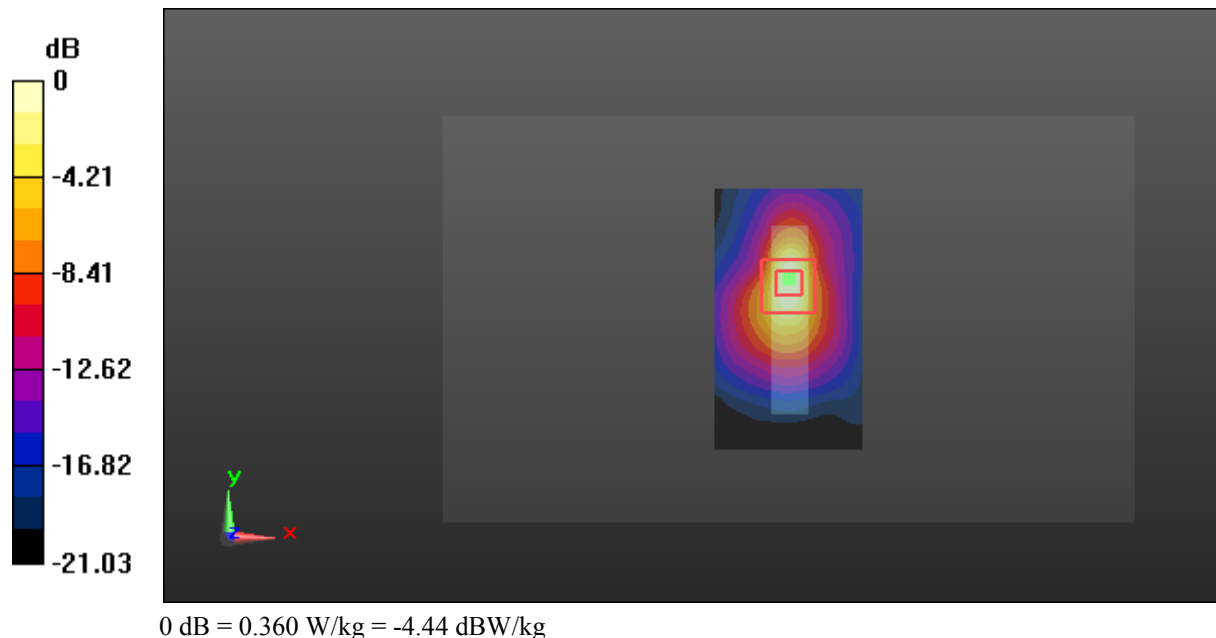 dB
0
-4.21
-8.41
-12.62
-16.82
-21.03
y
z
x
0 dB = 0.360 W/kg = -4.44 dBW/kg